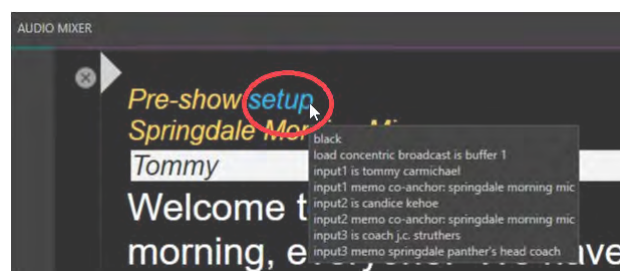 AUDIO MIXER
Pre-show setup
Springdale
Tommy
black
load concentric broadcast is buffer 1
input1 is tommy carmichael
input1 memo co-anchor: springdale morning mic
input2 is candice kehoe
input2 memo co-anchor: springdale morning mic
input3 is coach j.c. struthers
input3 memo springdale panther's head coach
Welcome
morning,